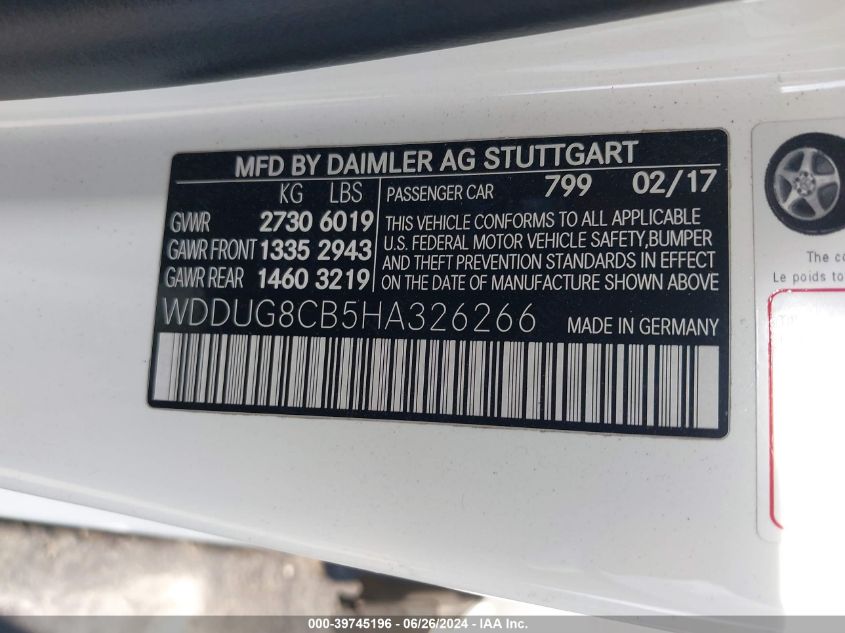 MFD BY DAIMLER AG STUTTGART
KG LBS
GVWR 2730 6019
GAWR FRONT 1335 2943
GAWR REAR 1460 3219
PASSENGER CAR 799 02/17
THIS VEHICLE CONFORMS TO ALL APPLICABLE
U.S. FEDERAL MOTOR VEHICLE SAFETY,BUMPER
AND THEFT PREVENTION STANDARDS IN EFFECT
ON THE DATE OF MANUFACTURE SHOWN ABOVE
WDDUG8CB5HA326266 MADE IN GERMANY
The
Le poids
000-39745196 - 06/26/2024 - IAA Inc.